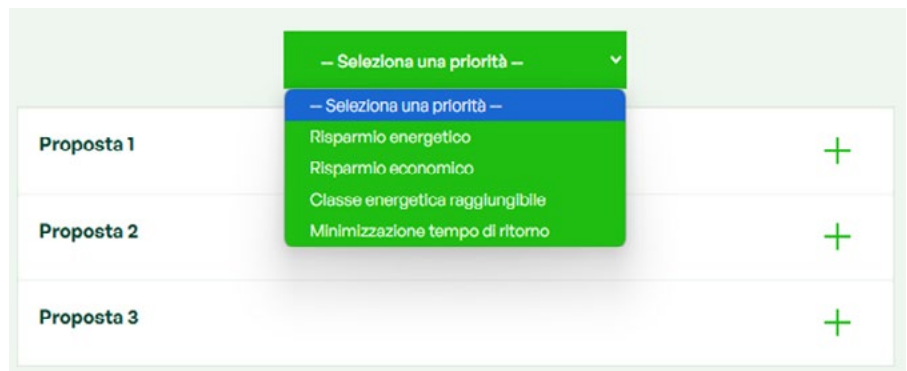 – Seleziona una priorità –
– Seleziona una priorità –
Risparmio energetico
Risparmio economico
Classe energetica raggiungibile
Minimizzazione tempo di ritorno
Proposta 1
Proposta 2
Proposta 3